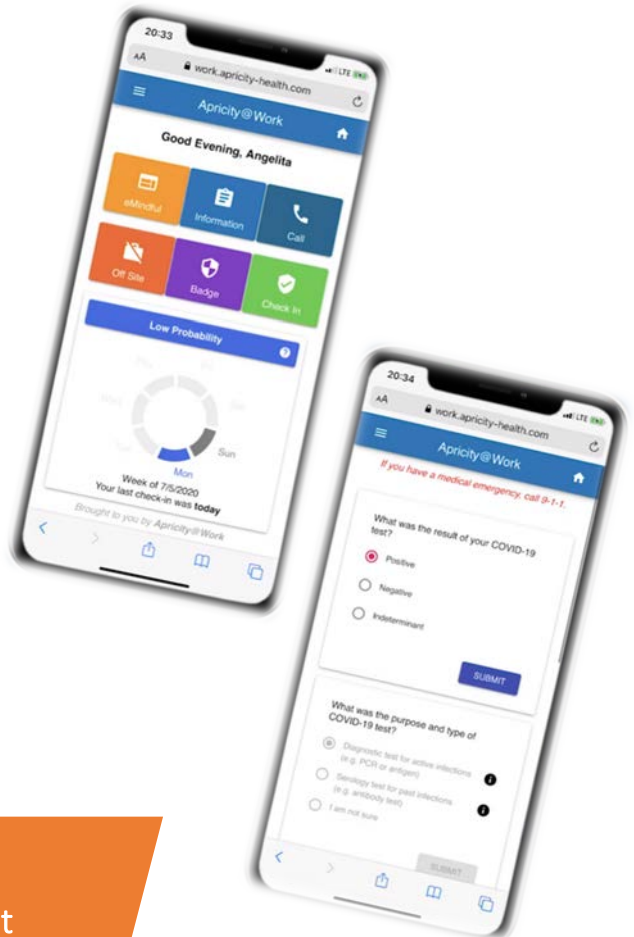 20:33
LTE
AA work.apricity-health.com
Apricity@Work
Good Evening, Angelita
eMindful
Information
Call
Off Site
Badge
Check In
Low Probability
?
Sun
Mon
Week of 7/5/2020
Your last check-in was today
Brought to you by Apricity@Work
20:34
LTE
AA work.apricity-health.com
Apricity@Work
If you have a medical emergency, call 9-1-1.
What was the result of your COVID-19
test?
Positive
Negative
Indeterminant
SUBMIT
What was the purpose and type of
COVID-19 test?
Diagnostic test for active infections
(e.g. PCR or antigen)
Serology test for past infections
(e.g. antibody test)
I am not sure
SUBMIT
t